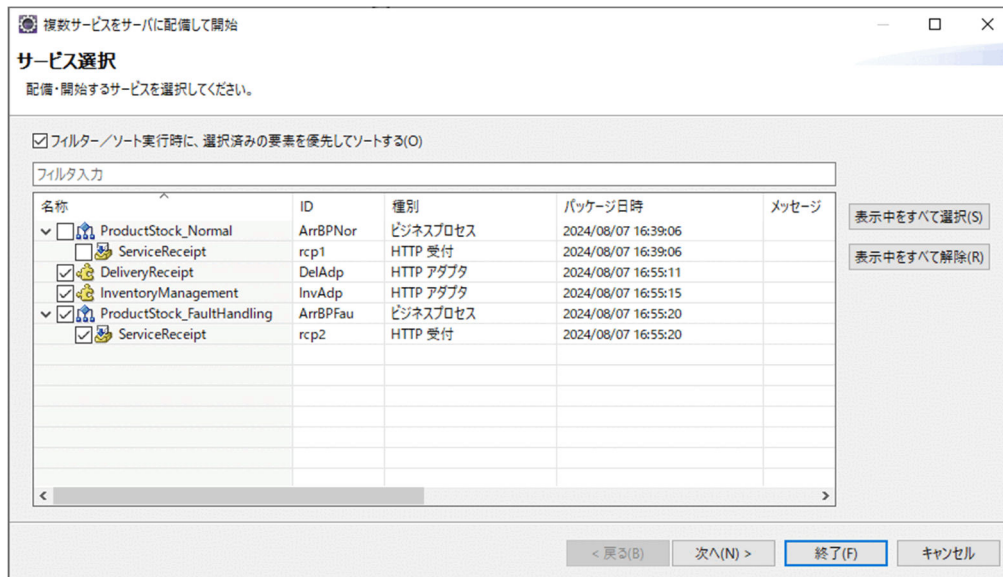 複数サービスをサーバに配備して開始
サービス選択
配備・開始するサービスを選択してください。
フィルター／ソート実行時に、選択済みの要素を優先してソートする(O)
フィルタ入力
名称 ID 種別 パッケージ日時 メッセージ
表示中をすべて選択(S)
ProductStock_Normal ArrBPNor ビジネスプロセス 2024/08/07 16:39:06
ServiceReceipt rcp1 HTTP 受付 2024/08/07 16:39:06
表示中をすべて解除(R)
DeliveryReceipt DelAdp HTTP アダプタ 2024/08/07 16:55:11
InventoryManagement InvAdp HTTP アダプタ 2024/08/07 16:55:15
ProductStock_FaultHandling ArrBPFau ビジネスプロセス 2024/08/07 16:55:20
ServiceReceipt rcp2 HTTP 受付 2024/08/07 16:55:20
< 戻る(B) 次へ(N) > 終了(F) キャンセル